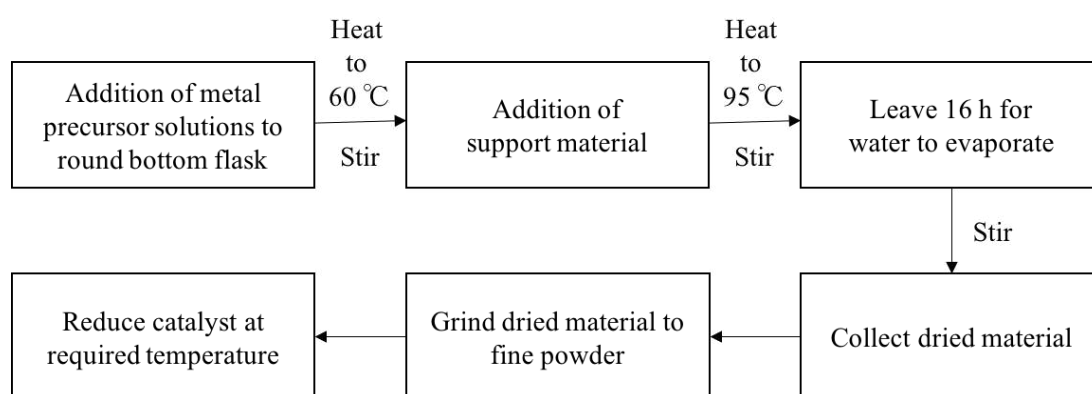 Addition of metal
precursor solutions to
round bottom flask
Heat
to
60 ℃
Stir
Addition of
support material
Heat
to
95 ℃
Stir
Leave 16 h for
water to evaporate
Stir
Collect dried material
Grind dried material to
fine powder
Reduce catalyst at
required temperature